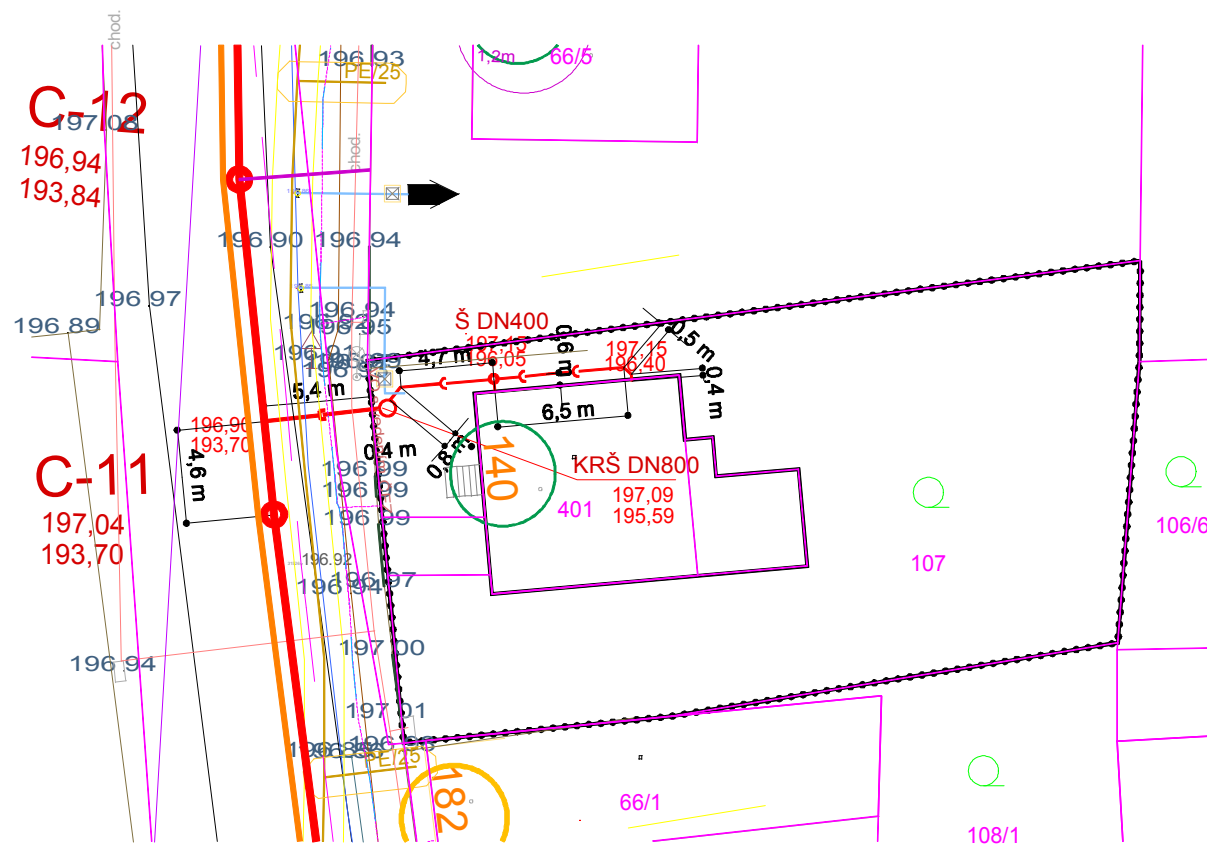 chod.
196.93
1,2m
66/5
PE/25
C-12
197.08
chod.
196,94
193,84
196.90
196.94
196.97
196.94
196.89
Š DN400
197,15
196,05
4,7 m
0,6 m
197,15
196,40
0,5 m
0,4 m
5,4 m
6,5 m
196,90
193,70
0,4 m
0,8 m
4,6 m
140
C-11
196.99
KRŠ DN800
196.99
197,09
195,59
401
197,04
193,70
196.99
106/6
196.92
107
196.94
196.97
197.00
196.94
197.01
PE/25
182
66/1
108/1